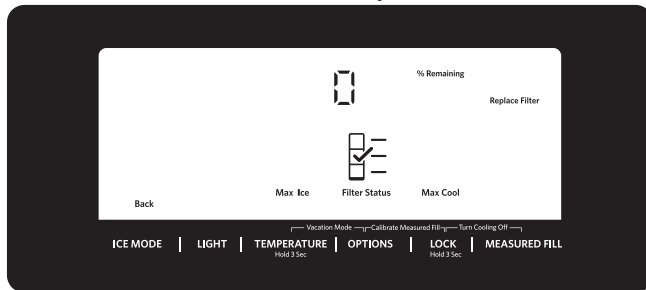 0
% Remaining
Replace Filter
Max Ice Filter Status Max Cool
Back
Vacation Mode Calibrate Measured Fill Turn Cooling Off
ICE MODE LIGHT TEMPERATURE OPTIONS LOCK MEASURED FILL
Hold 3 Sec Hold 3 Sec